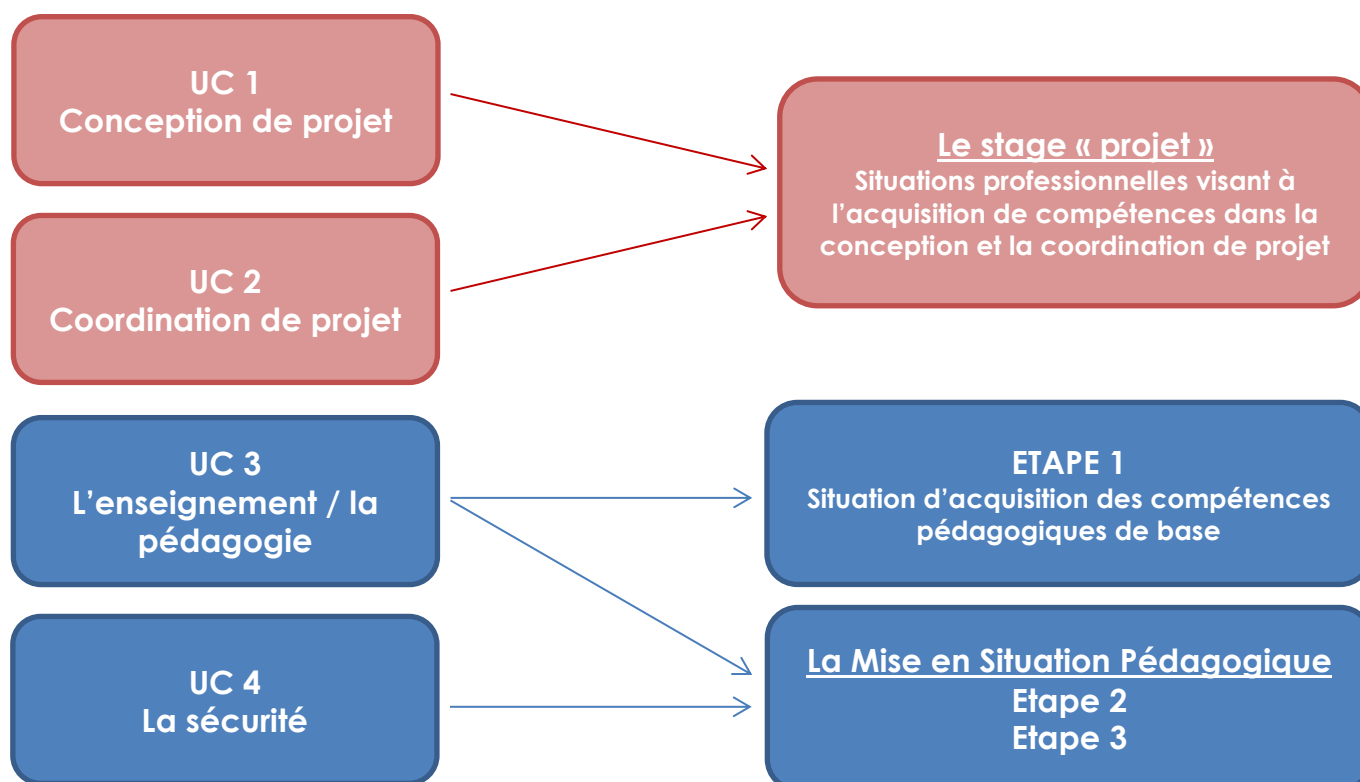 UC 1
Conception de projet
Le stage « projet »
Situations professionnelles visant à
l’acquisition de compétences dans la
conception et la coordination de projet
UC 2
Coordination de projet
UC 3
L’enseignement / la
pédagogie
ETAPE 1
Situation d’acquisition des compétences
pédagogiques de base
UC 4
La sécurité
La Mise en Situation Pédagogique
Etape 2
Etape 3